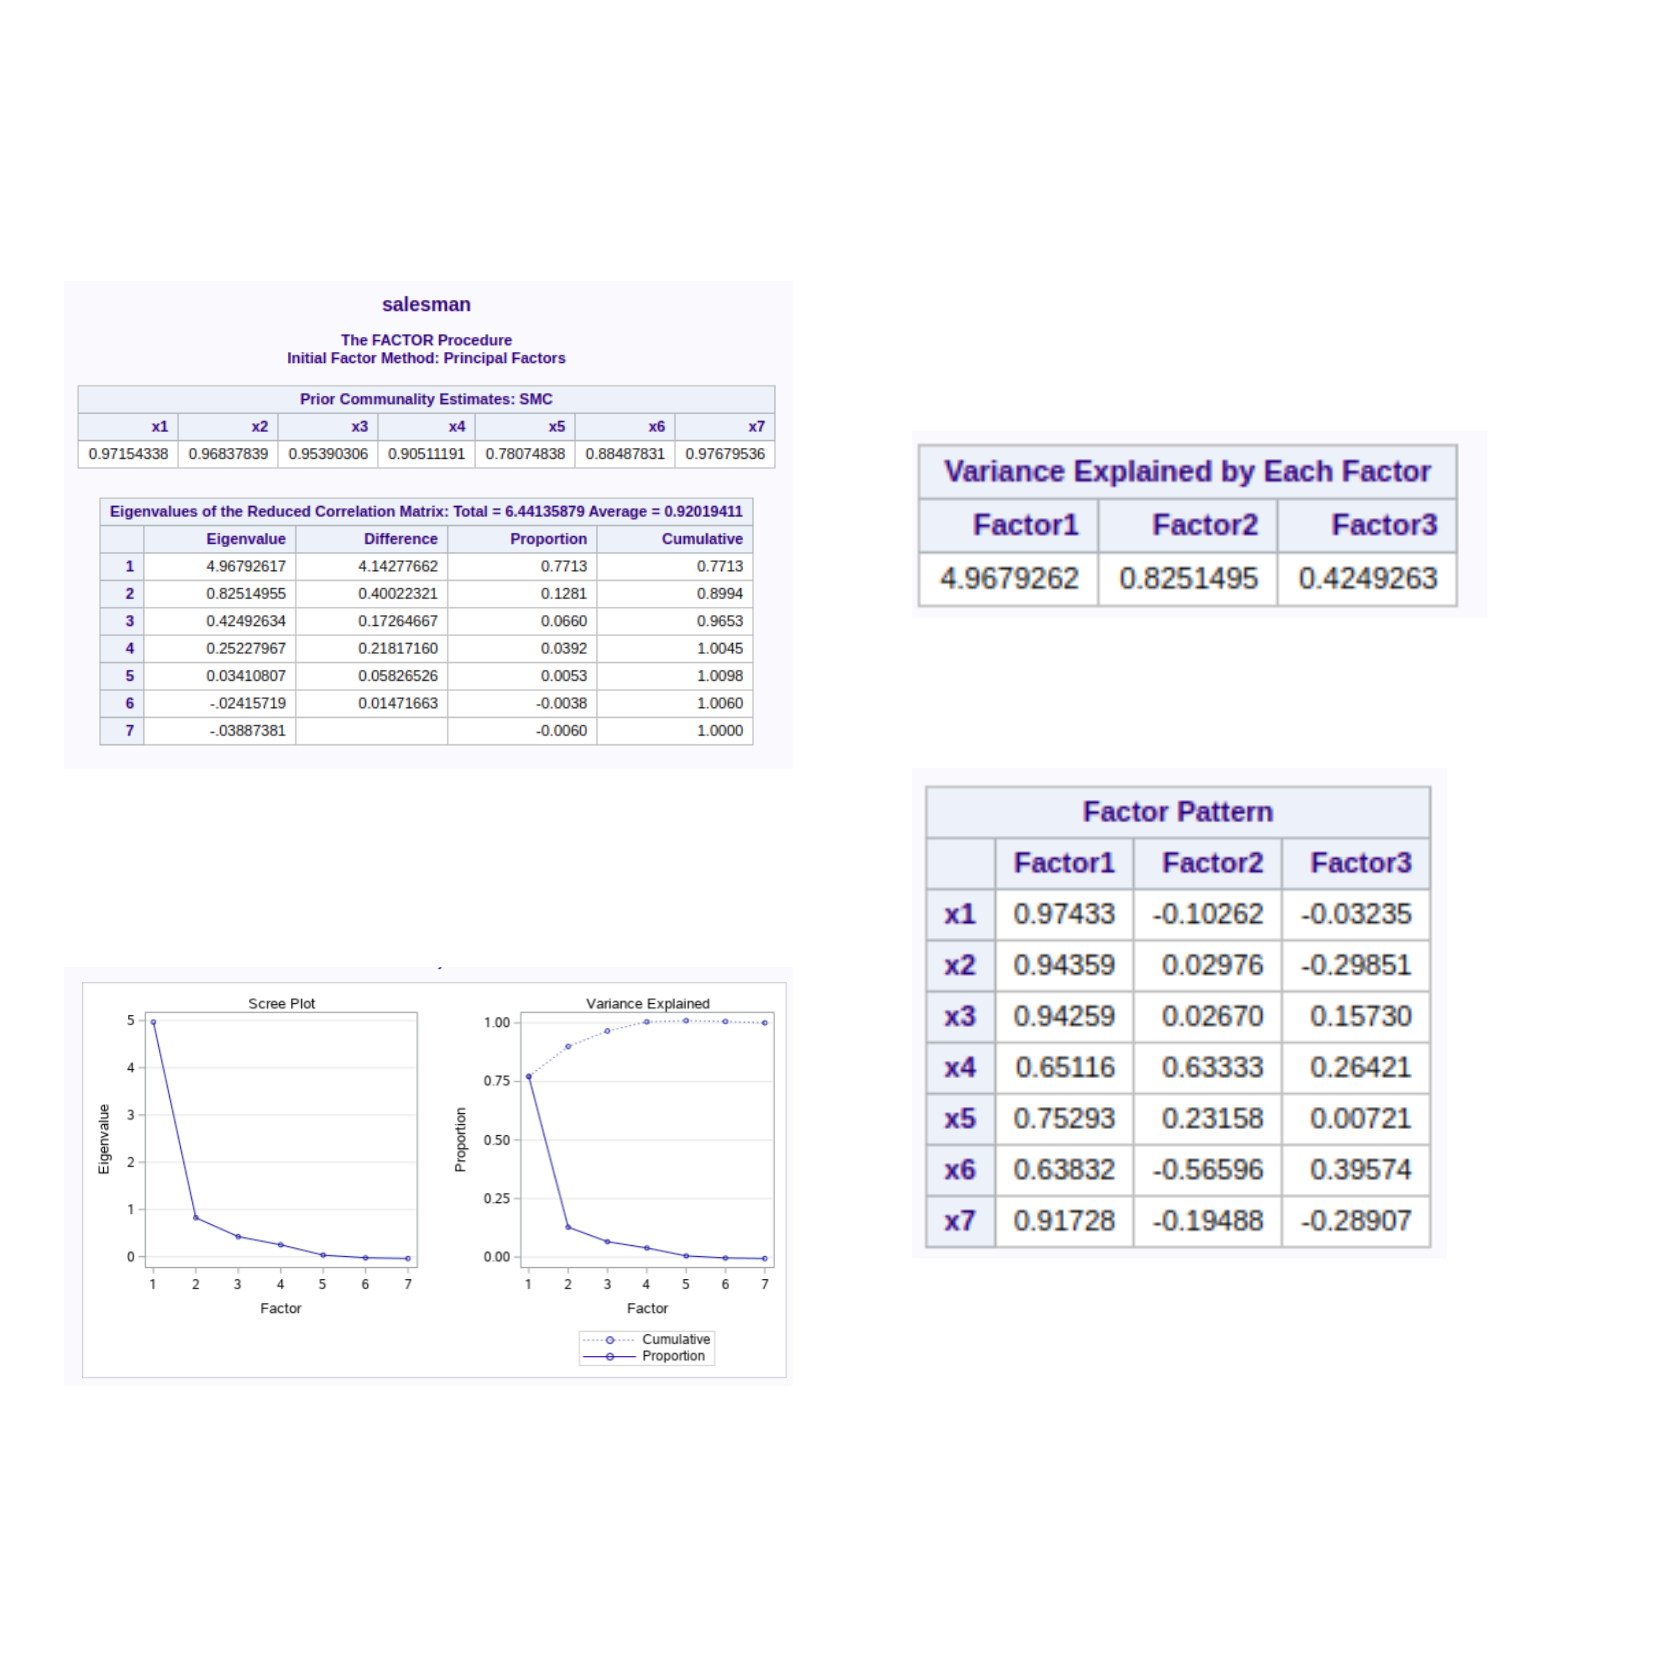 salesman
The FACTOR Procedure
Initial Factor Method: Principal Factors
Prior Communality Estimates: SMC
x1 x2 x3 x4 x5 x6 x7
0.97154338 0.96837839 0.95390306 0.90511191 0.78074838 0.88487831 0.97679536
Eigenvalues of the Reduced Correlation Matrix: Total = 6.44135879 Average = 0.92019411
Eigenvalue Difference Proportion Cumulative
1 4.96792617 4.14277662 0.7713 0.7713
2 0.82514955 0.40022321 0.1281 0.8994
3 0.42492634 0.17264667 0.0660 0.9653
4 0.25227967 0.21817160 0.0392 1.0045
5 0.03410807 0.05826526 0.0053 1.0098
6 -.02415719 0.01471663 -0.0038 1.0060
7 -.03887381 -0.0060 1.0000
Scree Plot
5
4
3
2
1
0
Eigenvalue
1 2 3 4 5 6 7
Factor
Variance Explained
1.00
0.75
0.50
0.25
0.00
Proportion
1 2 3 4 5 6 7
Factor
Cumulative
Proportion
Variance Explained by Each Factor
Factor1 Factor2 Factor3
4.9679262 0.8251495 0.4249263
Factor Pattern
Factor1 Factor2 Factor3
x1 0.97433 -0.10262 -0.03235
x2 0.94359 0.02976 -0.29851
x3 0.94259 0.02670 0.15730
x4 0.65116 0.63333 0.26421
x5 0.75293 0.23158 0.00721
x6 0.63832 -0.56596 0.39574
x7 0.91728 -0.19488 -0.28907